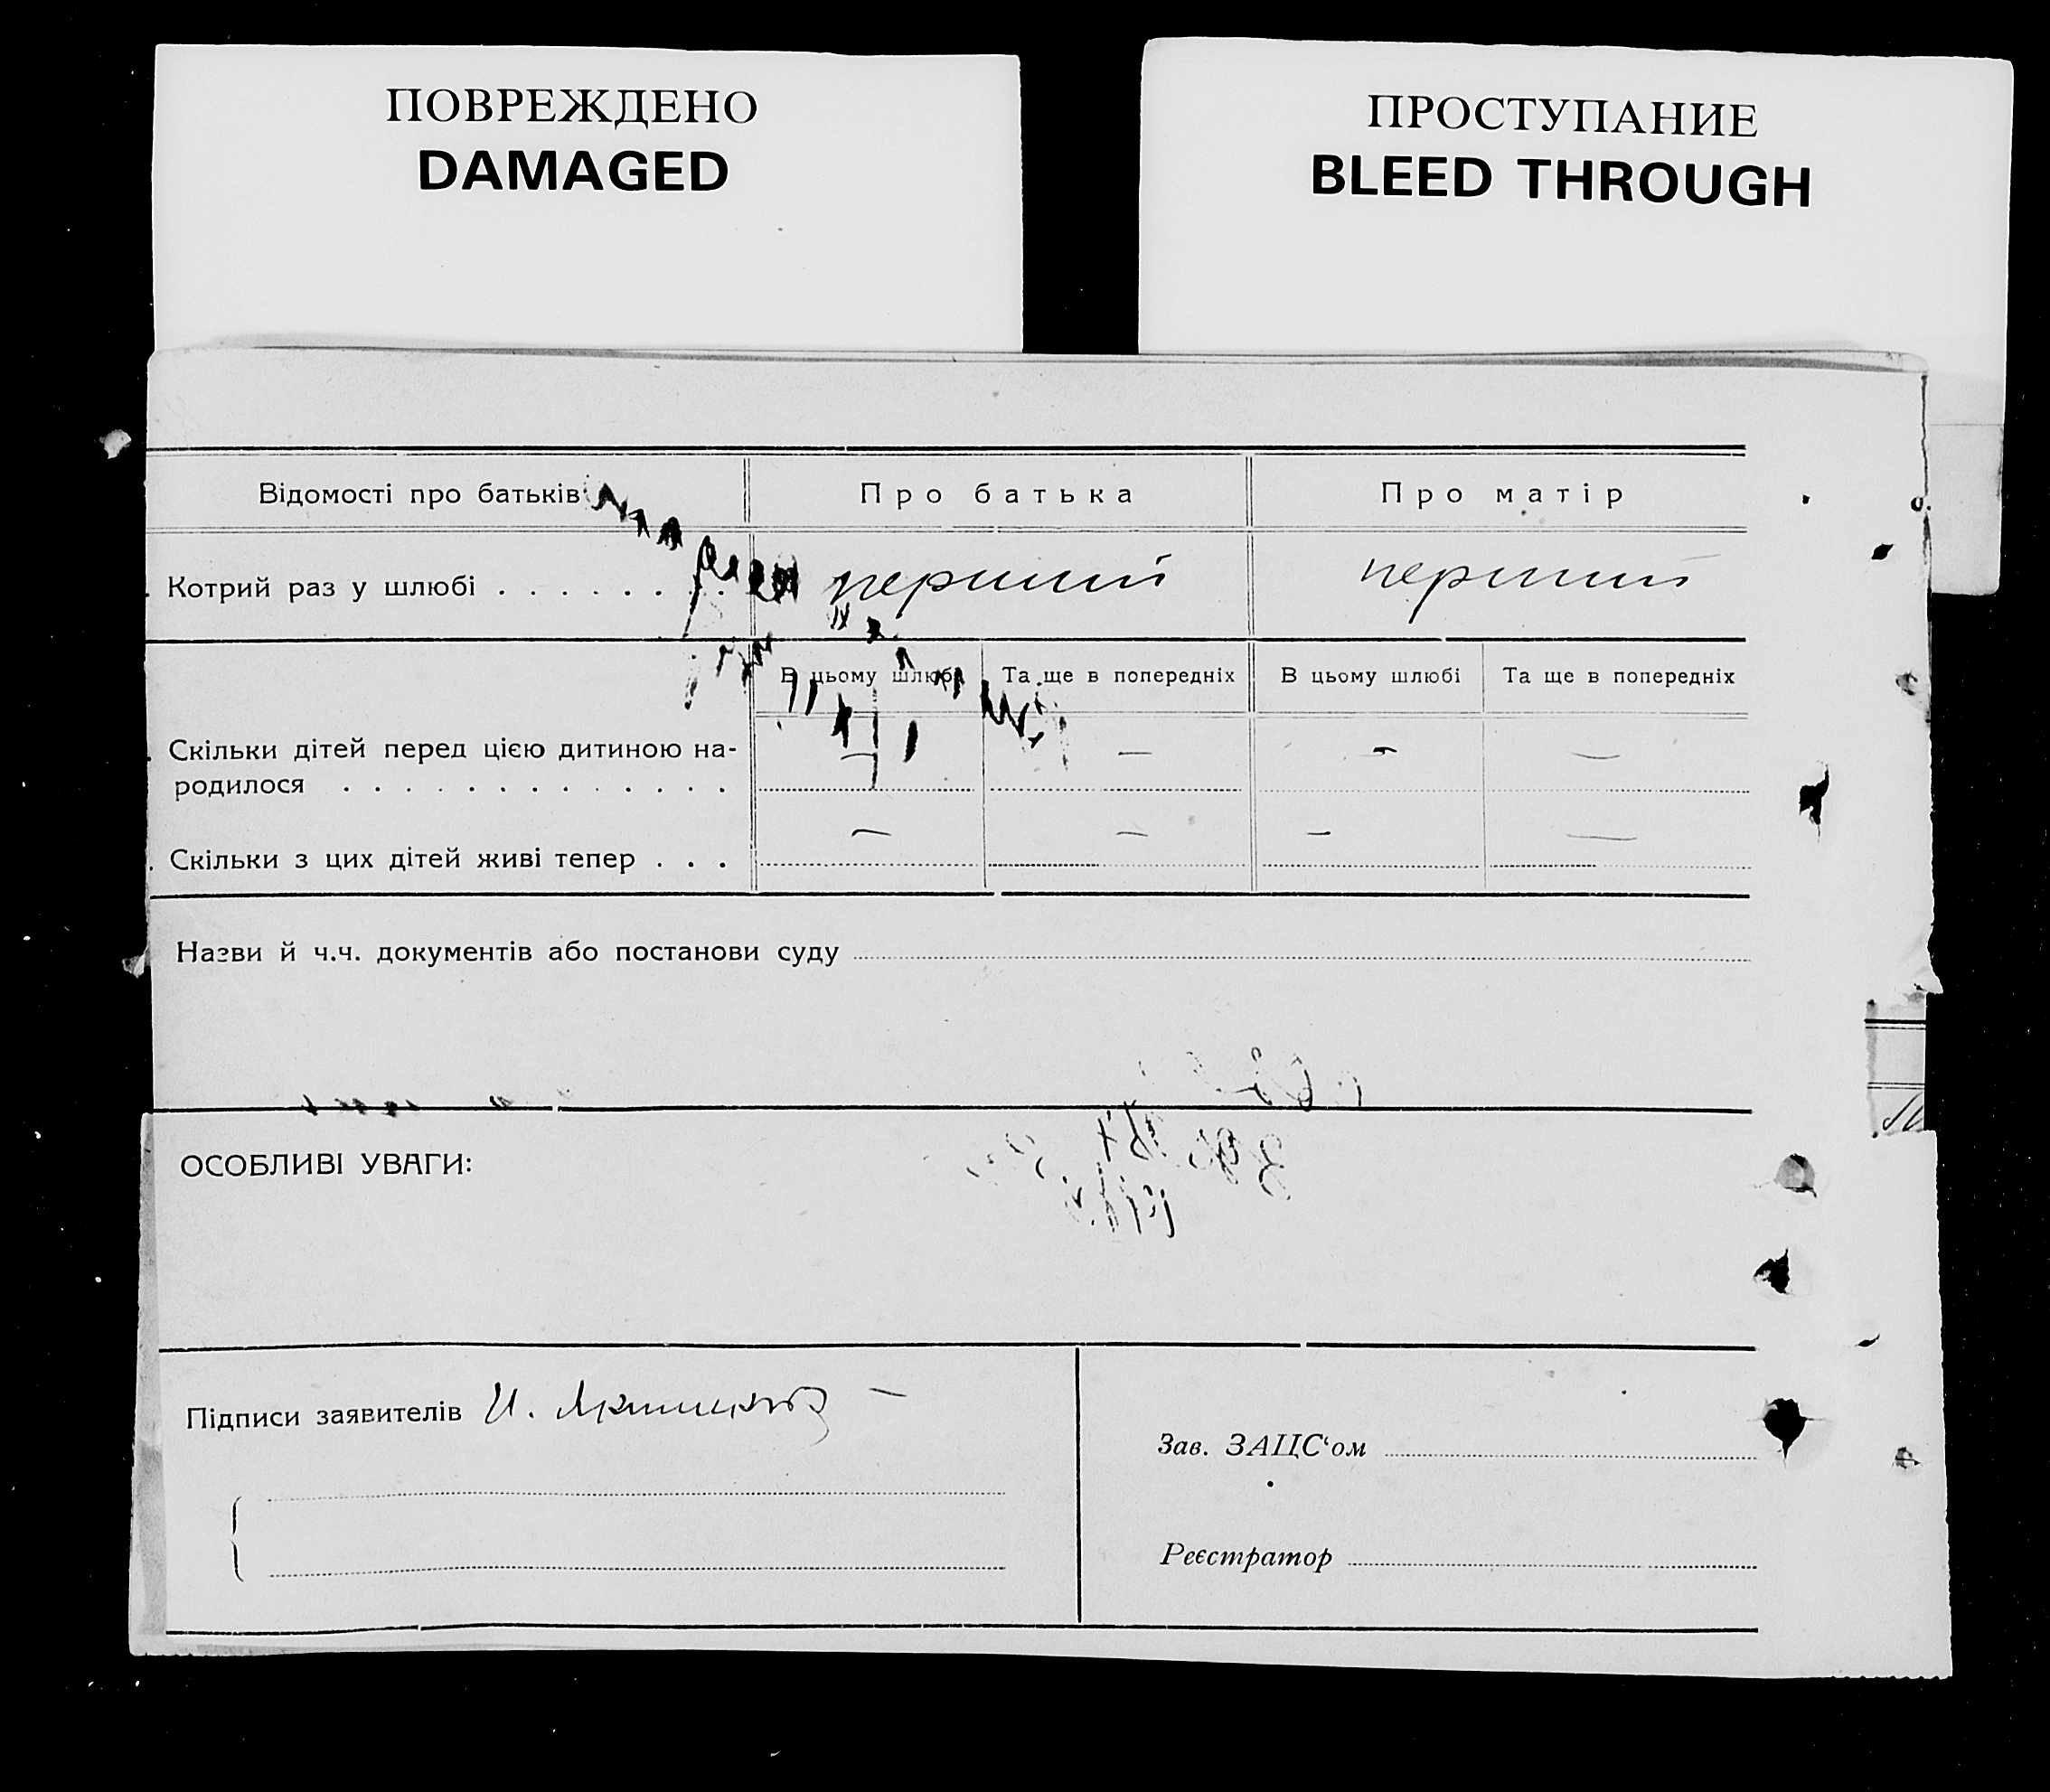 ПОВРЕЖДЕНО
DAMAGED
ПРОСТУПАНИЕ
BLEED THROUGH
Відомості про батьків
Про батька
Про матір
Котрий раз у шлюбі . . . . . . . .
перший
перший
В цьому шлюбі
Та ще в попередніх
В цьому шлюбі
Та ще в попередніх
Скільки дітей перед цією дитиною на-
родилося . . . . . . . . . . . . .
— — — —
Скільки з цих дітей живі тепер . . .
— — — —
Назви й ч.ч. документів або постанови суду
ОСОБЛИВІ УВАГИ:
Підписи заявителів И.
Зав. ЗАЦС‘ом
Реєстратор